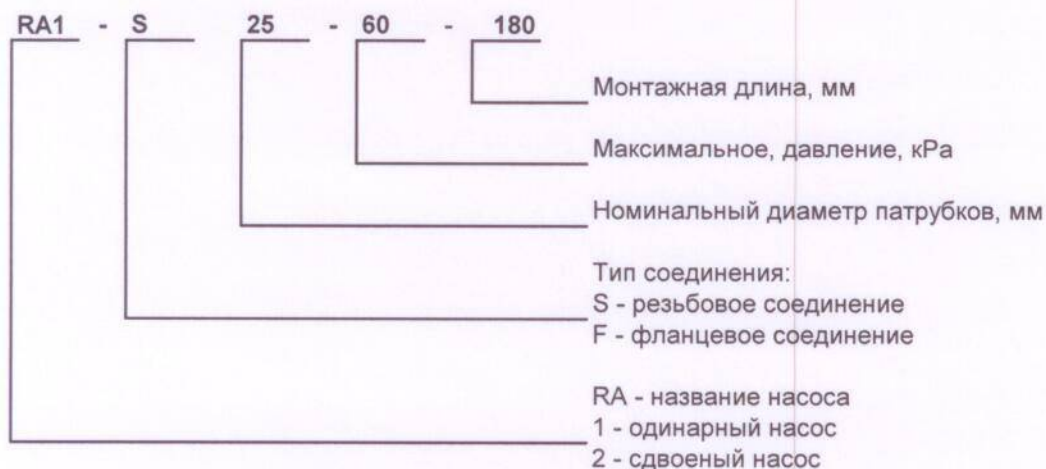 RA1 - S 25 - 60 - 180
Монтажная длина, мм
Максимальное, давление, кРа
Номинальный диаметр патрубков, мм
Тип соединения:
S - резьбовое соединение
F - фланцевое соединение
RA - название насоса
1 - одинарный насос
2 - сдвоеный насос